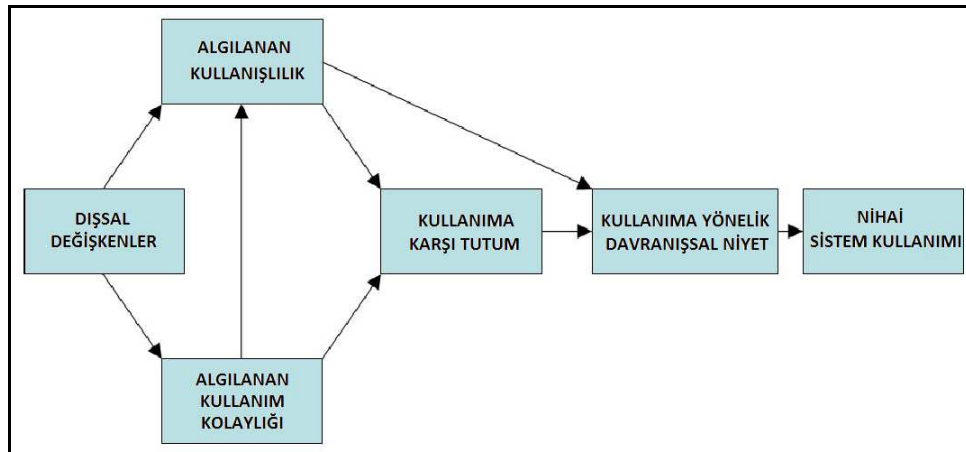 ALGILANAN
KULLANIŞLILIK
DIŞSAL
DEĞİŞKENLER
KULLANIMA
KARŞI TUTUM
KULLANIMA YÖNELİK
DAVRANIŞSAL NİYET
NİHAİ
SİSTEM KULLANIMI
ALGILANAN
KULLANIM
KOLAYLIĞI